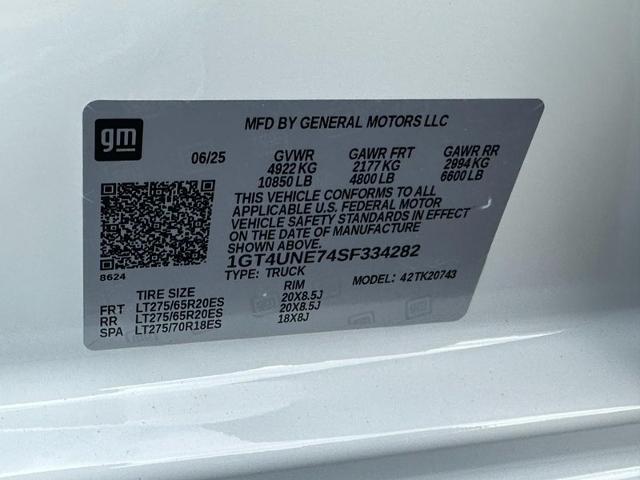 gm
MFD BY GENERAL MOTORS LLC
06/25 GVWR GAWR FRT GAWR RR
4922 KG 2177 KG 2994 KG
10850 LB 4800 LB 6600 LB
THIS VEHICLE CONFORMS TO ALL
APPLICABLE U.S. FEDERAL MOTOR
VEHICLE SAFETY STANDARDS IN EFFECT
ON THE DATE OF MANUFACTURE
SHOWN ABOVE.
1GT4UNE74SF334282
8624
TYPE: TRUCK MODEL: 42TK20743
TIRE SIZE RIM
FRT LT275/65R20ES 20X8.5J
RR LT275/65R20ES 20X8.5J
SPA LT275/70R18ES 18X8J